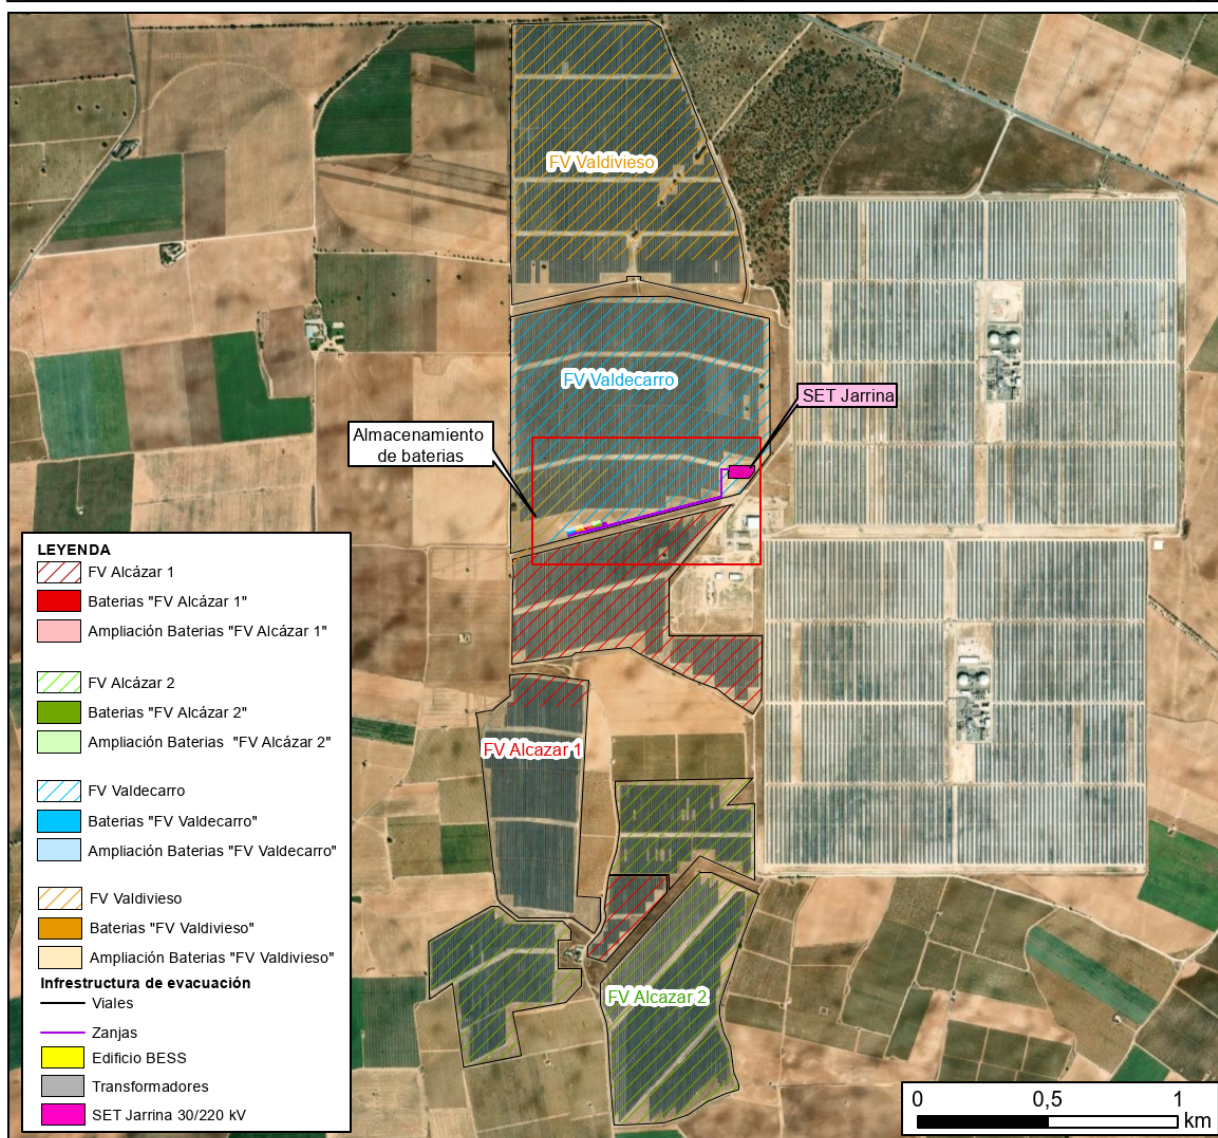 FV Valdivieso
FV Valdecarro
SET Jarrina
Almacenamiento
de baterias
FV Alcazar 1
FV Alcazar 2
LEYENDA
FV Alcázar 1
Baterias "FV Alcázar 1"
Ampliación Baterias "FV Alcázar 1"
FV Alcázar 2
Baterias "FV Alcázar 2"
Ampliación Baterias "FV Alcázar 2"
FV Valdecarro
Baterias "FV Valdecarro"
Ampliación Baterias "FV Valdecarro"
FV Valdivieso
Baterias "FV Valdivieso"
Ampliación Baterias "FV Valdivieso"
Infrestructura de evacuación
Viales
Zanjas
Edificio BESS
Transformadores
SET Jarrina 30/220 kV
0 0,5 1
km